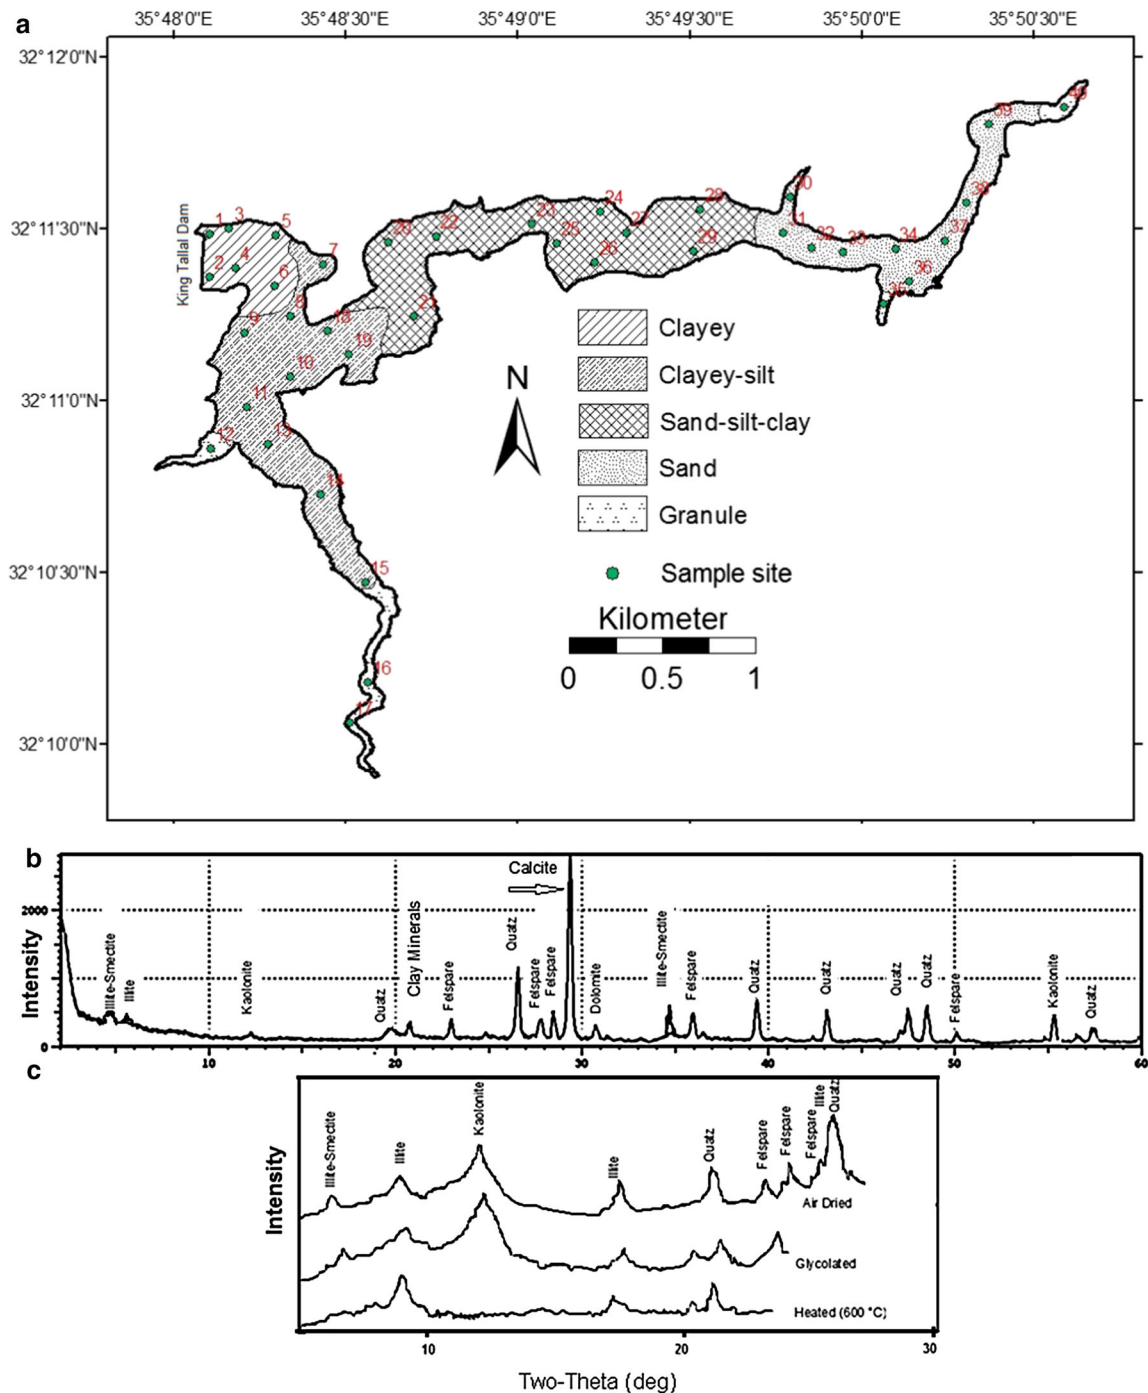 a
35°48'0"E 35°48'30"E 35°49'0"E 35°49'30"E 35°50'0"E 35°50'30"E
32°12'0"N
32°11'30"N
32°11'0"N
32°10'30"N
32°10'0"N
King Tallal Dam
1 3 5
2 4 6 7
8 9 18 19
10 11 12 13
14
15
16
17
20 22 21
23 24 25 26 27
28 29
30
32 33 34
35 36 37
38
39
N
Clayey
Clayey-silt
Sand-silt-clay
Sand
Granule
Sample site
Kilometer
0 0.5 1
b
Intensity
2000
1000
0
Illite-Smectite
Illite
Kaolonite
Quatz
Clay Minerals
Felspare
Quatz
Felspare
Felspare
Calcite
Dolomite
Illite-Smectite
Felspare
Quatz
Quatz
Quatz
Quatz
Felspare
Kaolonite
Quatz
10 20 30 40 50 60
c
Intensity
Illite-Smectite
Illite
Kaolonite
Illite
Quatz
Felspare
Felspare
Felspare
Illite
Quatz
Air Dried
Glycolated
Heated (600 °C)
10 20 30
Two-Theta (deg)